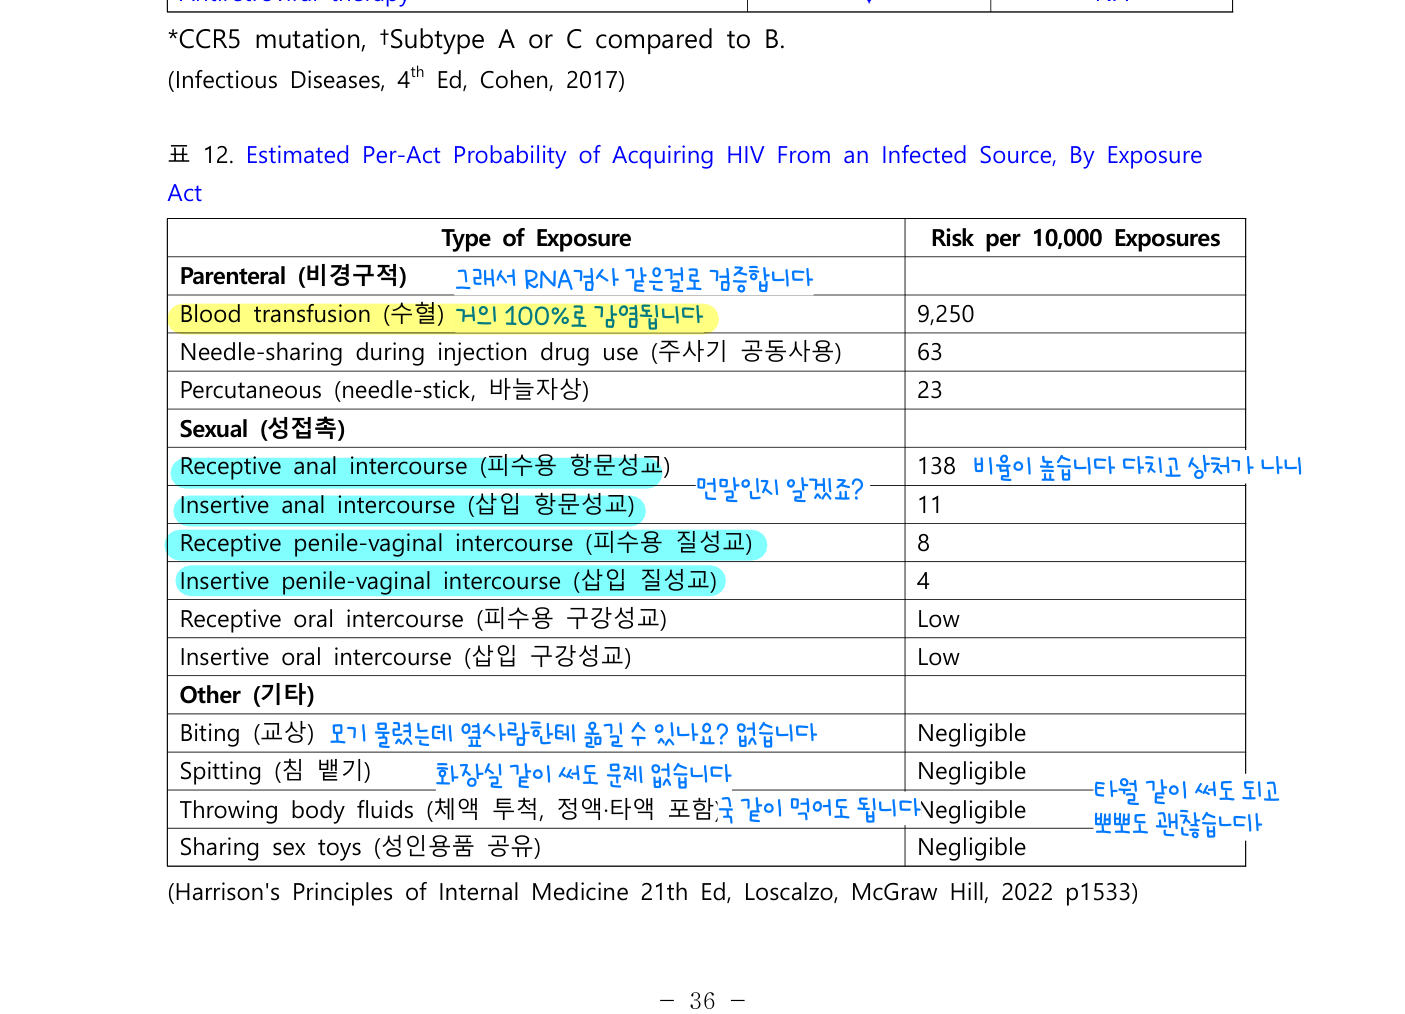 *CCR5 mutation, †Subtype A or C compared to B.
(Infectious Diseases, 4th Ed, Cohen, 2017)
표 12. Estimated Per-Act Probability of Acquiring HIV From an Infected Source, By Exposure
Act
Type of Exposure Risk per 10,000 Exposures
Parenteral (비경구적) 그래서 RNA검사 같은걸로 검증합니다
Blood transfusion (수혈) 거의 100%로 감염됩니다 9,250
Needle-sharing during injection drug use (주사기 공동사용) 63
Percutaneous (needle-stick, 바늘자상) 23
Sexual (성접촉)
Receptive anal intercourse (피수용 항문성교) 138 비율이 높습니다 다치고 상처가 나니
먼말인지 알겠죠?
Insertive anal intercourse (삽입 항문성교) 11
Receptive penile-vaginal intercourse (피수용 질성교) 8
Insertive penile-vaginal intercourse (삽입 질성교) 4
Receptive oral intercourse (피수용 구강성교) Low
Insertive oral intercourse (삽입 구강성교) Low
Other (기타)
Biting (교상) 모기 물렸는데 옆사람한테 옮길 수 있나요? 없습니다 Negligible
Spitting (침 뱉기) 화장실 같이 써도 문제 없습니다 Negligible
타월 같이 써도 되고
Throwing body fluids (체액 투척, 정액·타액 포함) 국 같이 먹어도 됩니다 Negligible
뽀뽀도 괜찮습니다
Sharing sex toys (성인용품 공유) Negligible
(Harrison's Principles of Internal Medicine 21th Ed, Loscalzo, McGraw Hill, 2022 p1533)
− 36 −